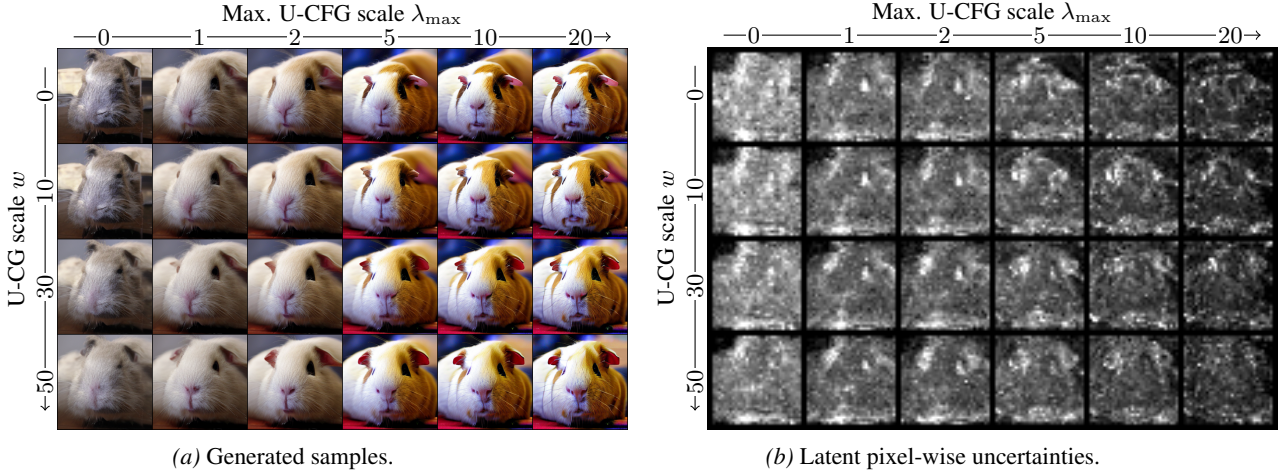 Max. U-CFG scale λmax
0 1 2 5 10 20
U-CG scale w
0
10
30
50
(a) Generated samples.
Max. U-CFG scale λmax
0 1 2 5 10 20
U-CG scale w
0
10
30
50
(b) Latent pixel-wise uncertainties.